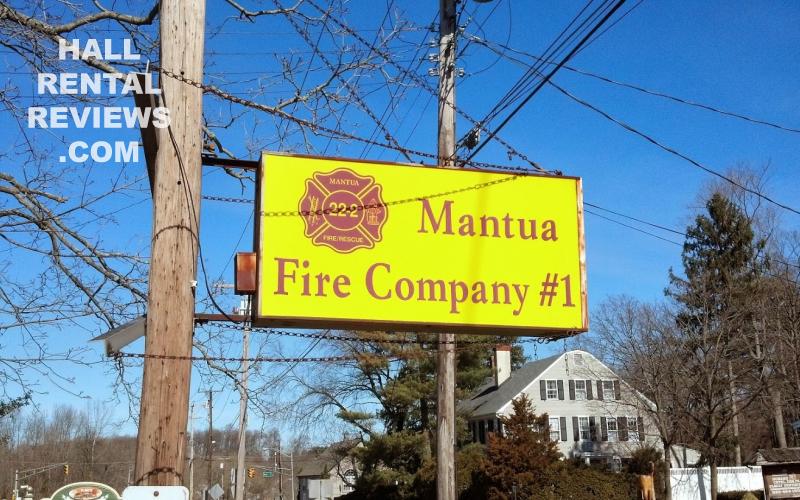 HALL
RENTAL
REVIEWS
.COM
MANTUA
22-2
FIRE/RESCUE
Mantua
Fire Company #1